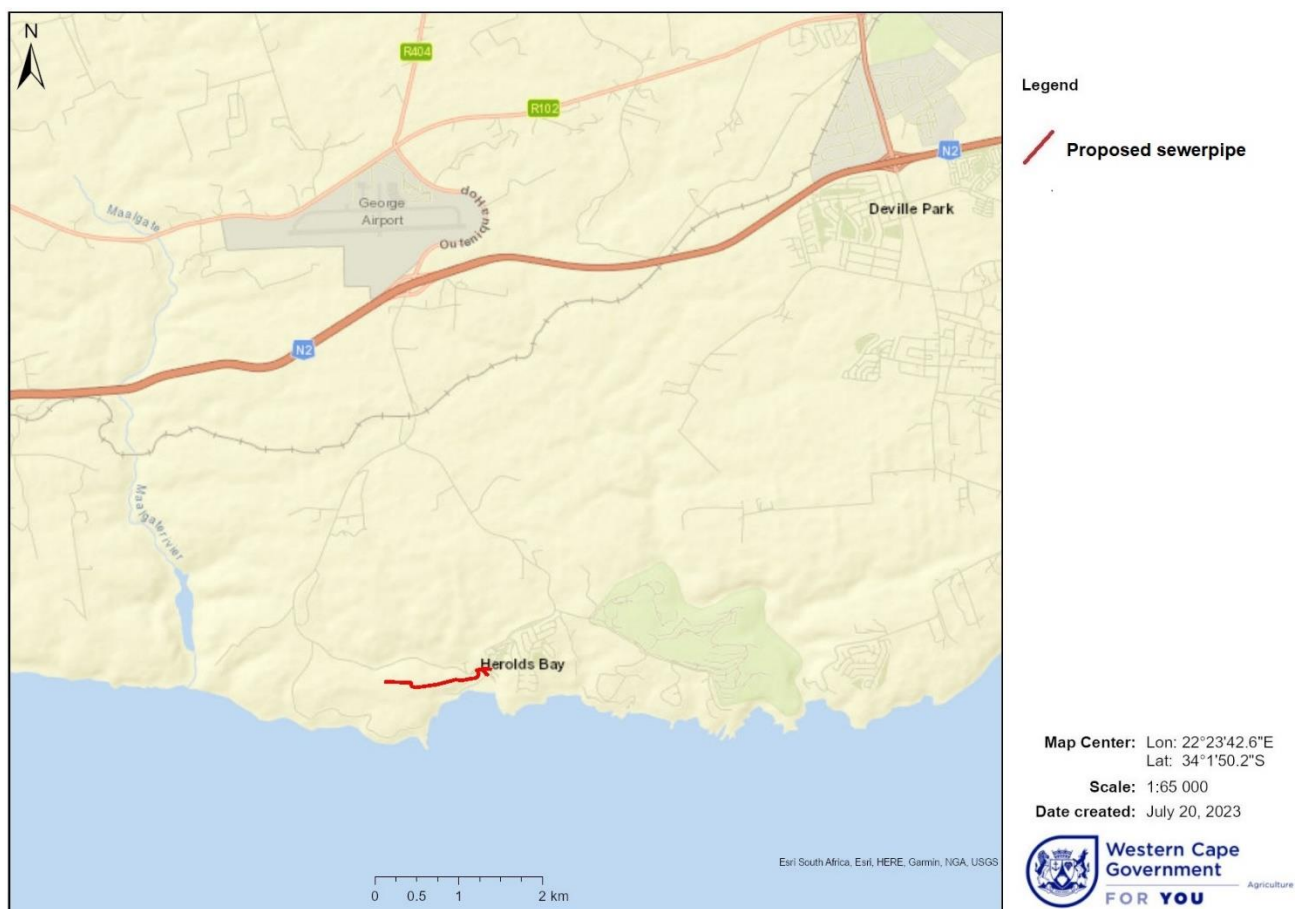 N
R404
R102
N2
Deville Park
George
Airport
Outeniqua Hop
Maalgate
N2
Maalgaterivier
Herolds Bay
Esri South Africa, Esri, HERE, Garmin, NGA, USGS
0 0.5 1 2 km
Legend
Proposed sewerpipe
Map Center: Lon: 22°23'42.6"E
Lat: 34°1'50.2"S
Scale: 1:65 000
Date created: July 20, 2023
Western Cape
Government
Agriculture
FOR YOU